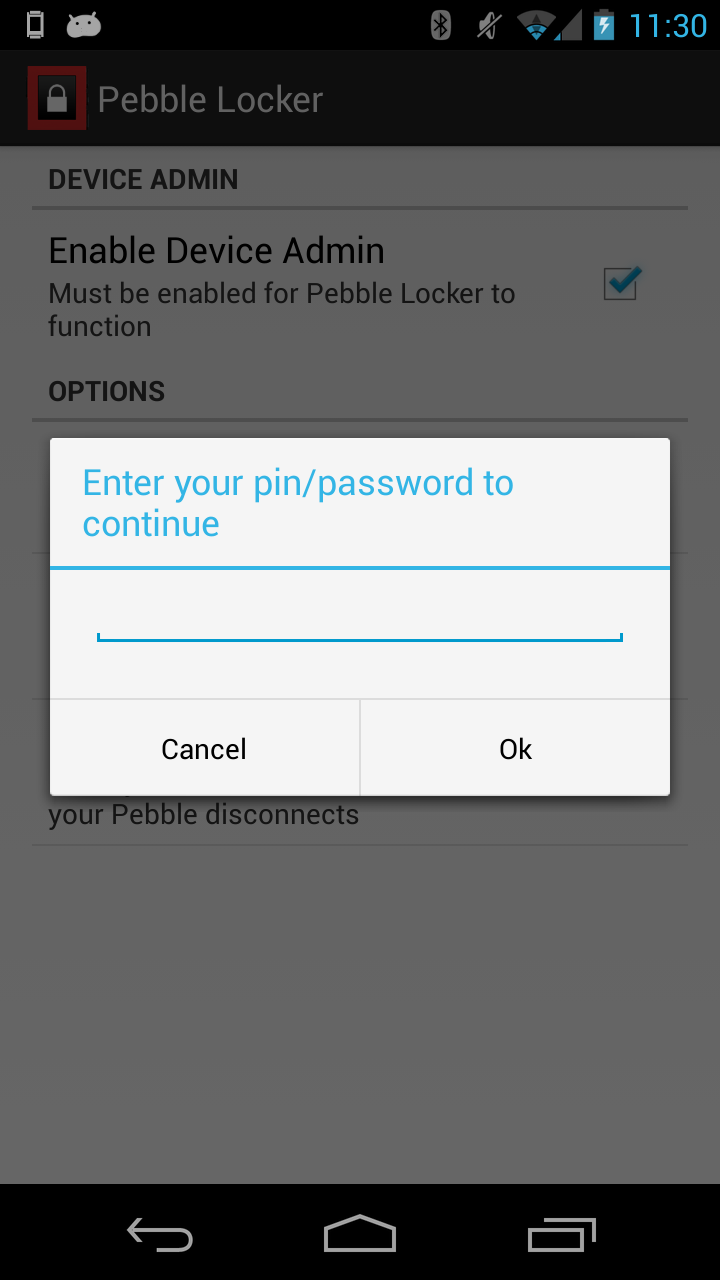 11:30
Pebble Locker
DEVICE ADMIN
Enable Device Admin
Must be enabled for Pebble Locker to
function
OPTIONS
Enter your pin/password to
continue
Cancel
Ok
your Pebble disconnects